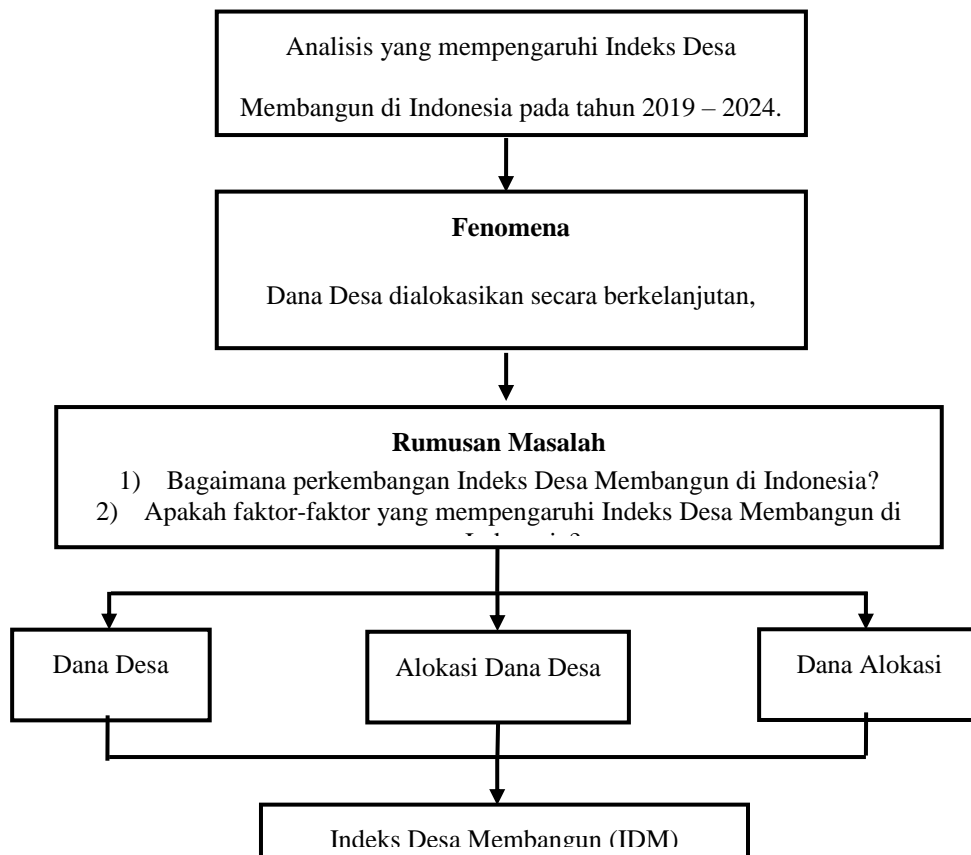 Analisis yang mempengaruhi Indeks Desa
Membangun di Indonesia pada tahun 2019 – 2024.
Fenomena
Dana Desa dialokasikan secara berkelanjutan,
Rumusan Masalah
1) Bagaimana perkembangan Indeks Desa Membangun di Indonesia?
2) Apakah faktor-faktor yang mempengaruhi Indeks Desa Membangun di
Dana Desa
Alokasi Dana Desa
Dana Alokasi
Indeks Desa Membangun (IDM)